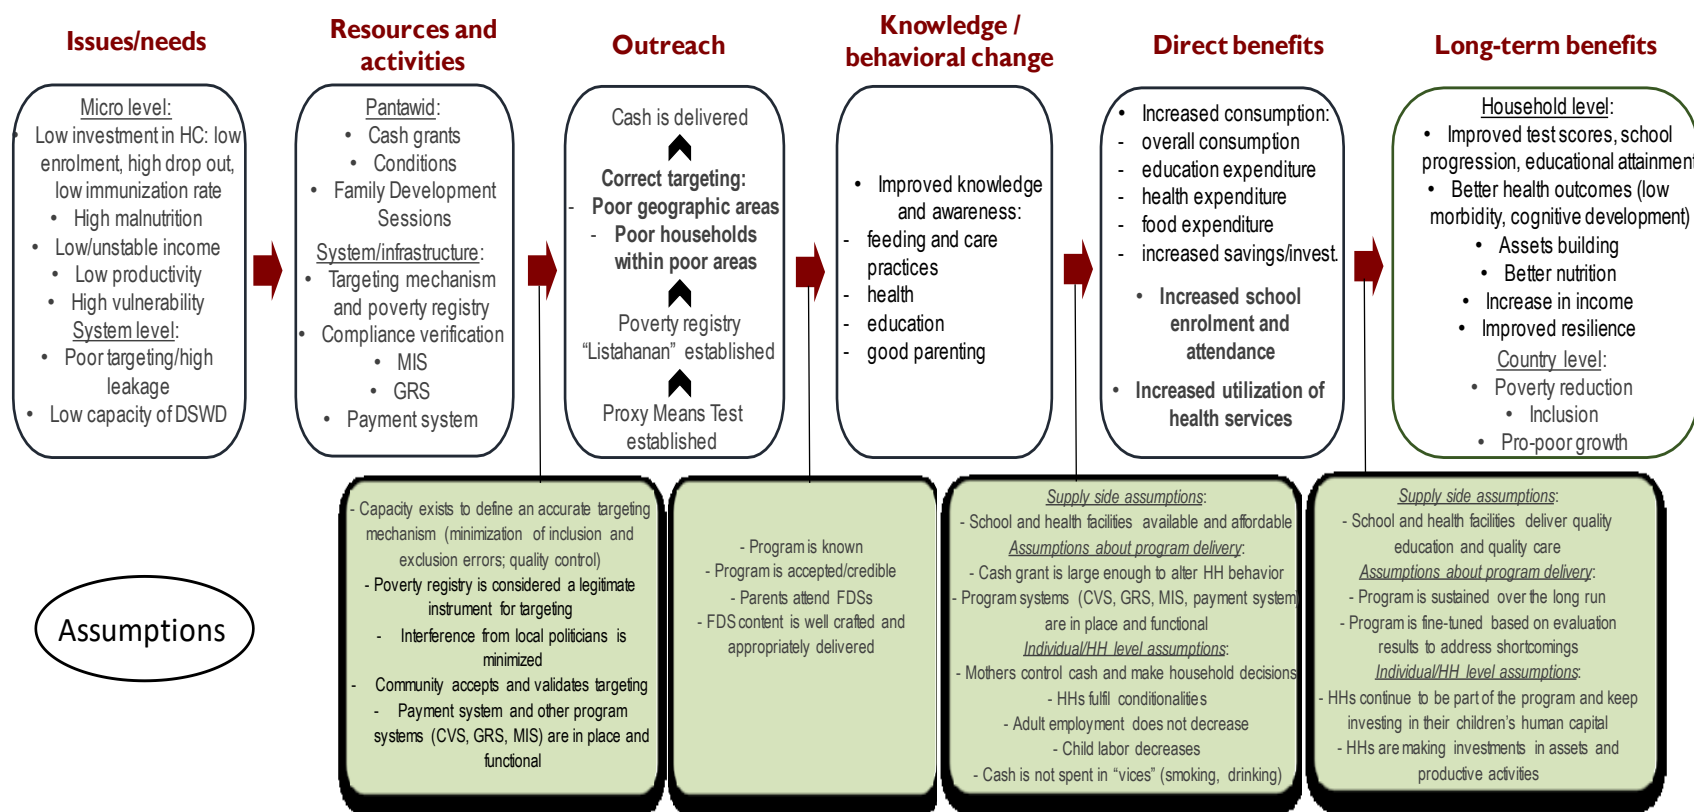 Issues/needs
Resources and
activities
Outreach
Knowledge /
behavioral change
Direct benefits
Long-term benefits
Micro level:
• Low investment in HC: low
enrolment, high drop out,
low immunization rate
• High malnutrition
• Low/unstable income
• Low productivity
• High vulnerability
System level:
• Poor targeting/high
leakage
• Low capacity of DSWD
Pantawid:
• Cash grants
• Conditions
• Family Development
Sessions
System/infrastructure:
• Targeting mechanism
and poverty registry
• Compliance verification
• MIS
• GRS
• Payment system
Cash is delivered
Correct targeting:
- Poor geographic areas
- Poor households
within poor areas
Poverty registry
“Listahanan” established
Proxy Means Test
established
• Improved knowledge
and awareness:
- feeding and care
practices
- health
- education
- good parenting
• Increased consumption:
- overall consumption
- education expenditure
- health expenditure
- food expenditure
- increased savings/invest.
• Increased school
enrolment and
attendance
• Increased utilization of
health services
Household level:
• Improved test scores, school
progression, educational attainment
• Better health outcomes (low
morbidity, cognitive development)
• Assets building
• Better nutrition
• Increase in income
• Improved resilience
Country level:
• Poverty reduction
• Inclusion
• Pro-poor growth
Assumptions
- Capacity exists to define an accurate targeting
mechanism (minimization of inclusion and
exclusion errors; quality control)
- Poverty registry is considered a legitimate
instrument for targeting
- Interference from local politicians is
minimized
- Community accepts and validates targeting
- Payment system and other program
systems (CVS, GRS, MIS) are in place and
functional
- Program is known
- Program is accepted/credible
- Parents attend FDSs
- FDS content is well crafted and
appropriately delivered
Supply side assumptions:
- School and health facilities available and affordable
Assumptions about program delivery:
- Cash grant is large enough to alter HH behavior
- Program systems (CVS, GRS, MIS, payment system)
are in place and functional
Individual/HH level assumptions:
- Mothers control cash and make household decisions
- HHs fulfil conditionalities
- Adult employment does not decrease
- Child labor decreases
- Cash is not spent in “vices” (smoking, drinking)
Supply side assumptions:
- School and health facilities deliver quality
education and quality care
Assumptions about program delivery:
- Program is sustained over the long run
- Program is fine-tuned based on evaluation
results to address shortcomings
Individual/HH level assumptions:
- HHs continue to be part of the program and keep
investing in their children’s human capital
- HHs are making investments in assets and
productive activities